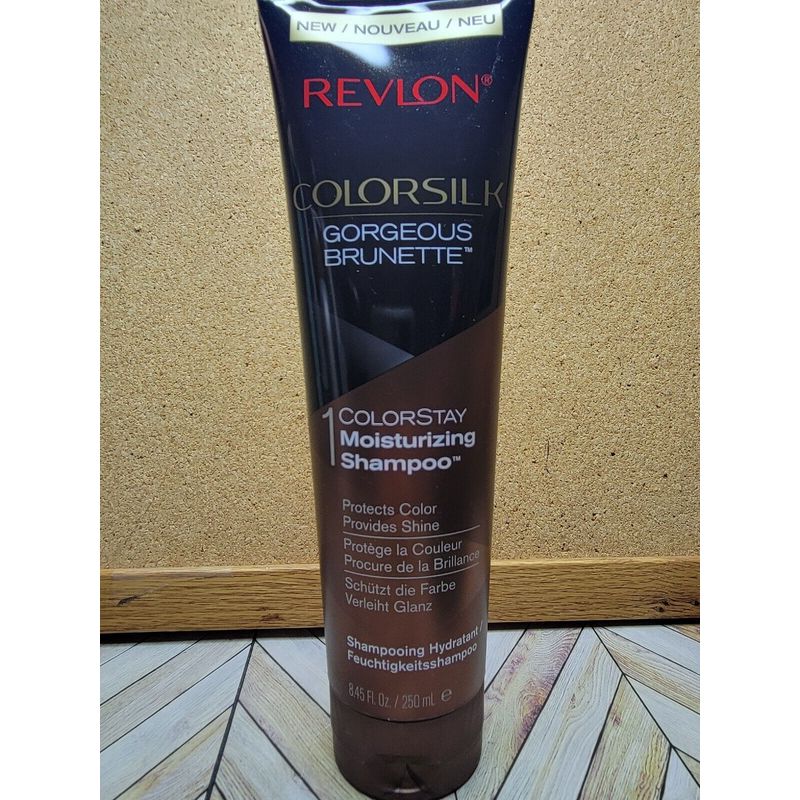 NEW / NOUVEAU / NEU
REVLON®
COLORSILK
GORGEOUS
BRUNETTE™
1 COLORSTAY
Moisturizing
Shampoo™
Protects Color
Provides Shine
Protège la Couleur
Procure de la Brillance
Schützt die Farbe
Verleiht Glanz
Shampooing Hydratant /
Feuchtigkeitsshampoo
8.45 Fl. Oz. / 250 mL ℮